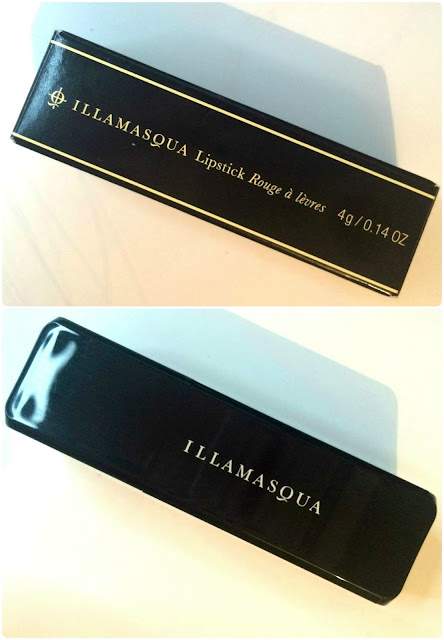 ILLAMASQUA Lipstick Rouge à lèvres 4g/0.14 OZ
ILLAMASQUA